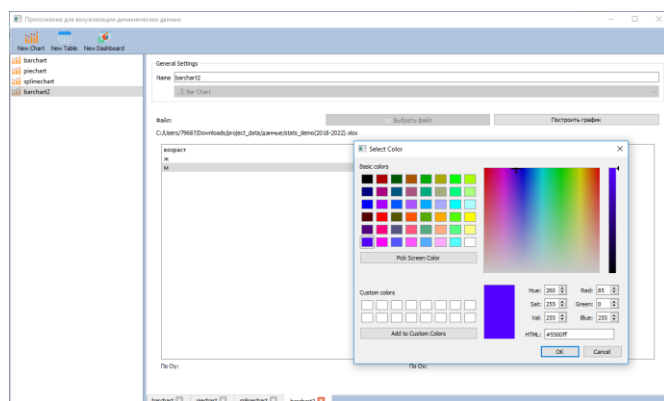 Приложение для визуализации динамических данных
New Chart New Table New Dashboard
barchart
piechart
splinechart
barchart2
General Settings
Name barchart2
Bar Chart
Файл:
Выбрать файл
Построить график
C:/Users/79687/Downloads/project_data/данные/stats_demo(2018-2022).xlsx
возраст
ж
м
Select Color
Basic colors
Pick Screen Color
Custom colors
Add to Custom Colors
Hue: 260 Red: 85
Sat: 255 Green: 0
Val: 255 Blue: 255
HTML: #5500ff
OK Cancel
По Oy: По Ox:
barchart piechart splinechart barchart2